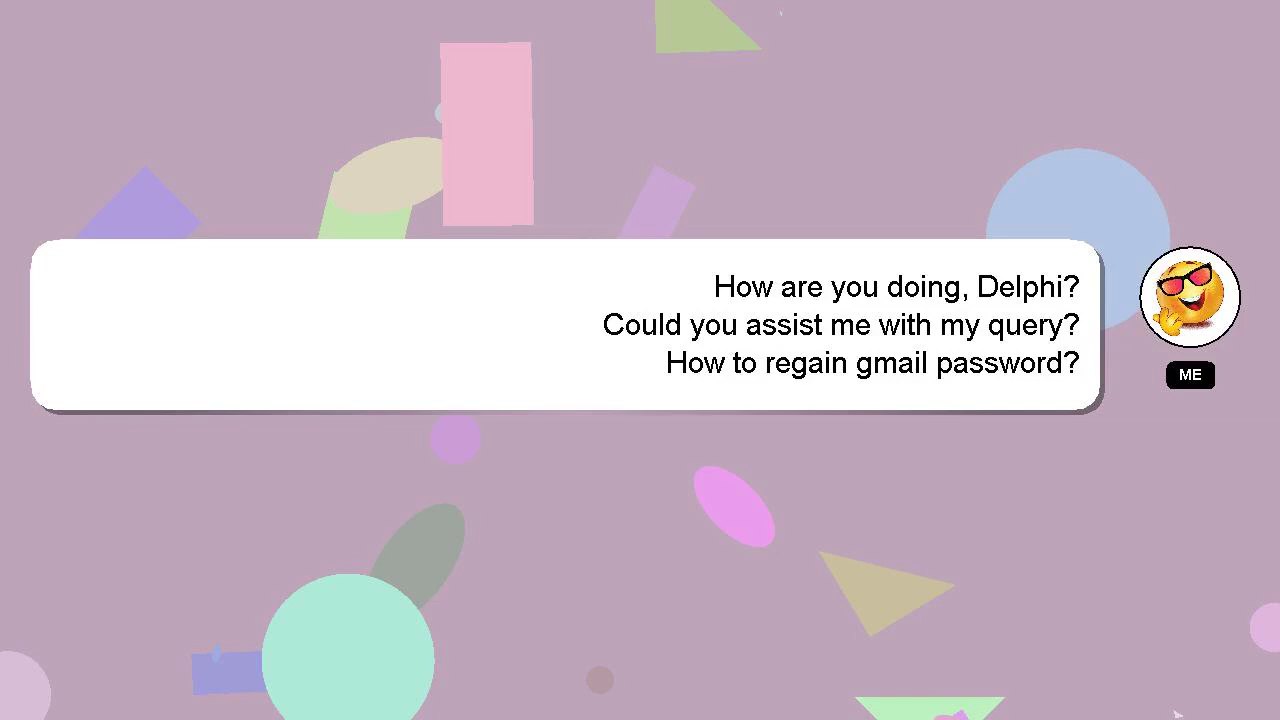 How are you doing, Delphi?
Could you assist me with my query?
How to regain gmail password?
ME